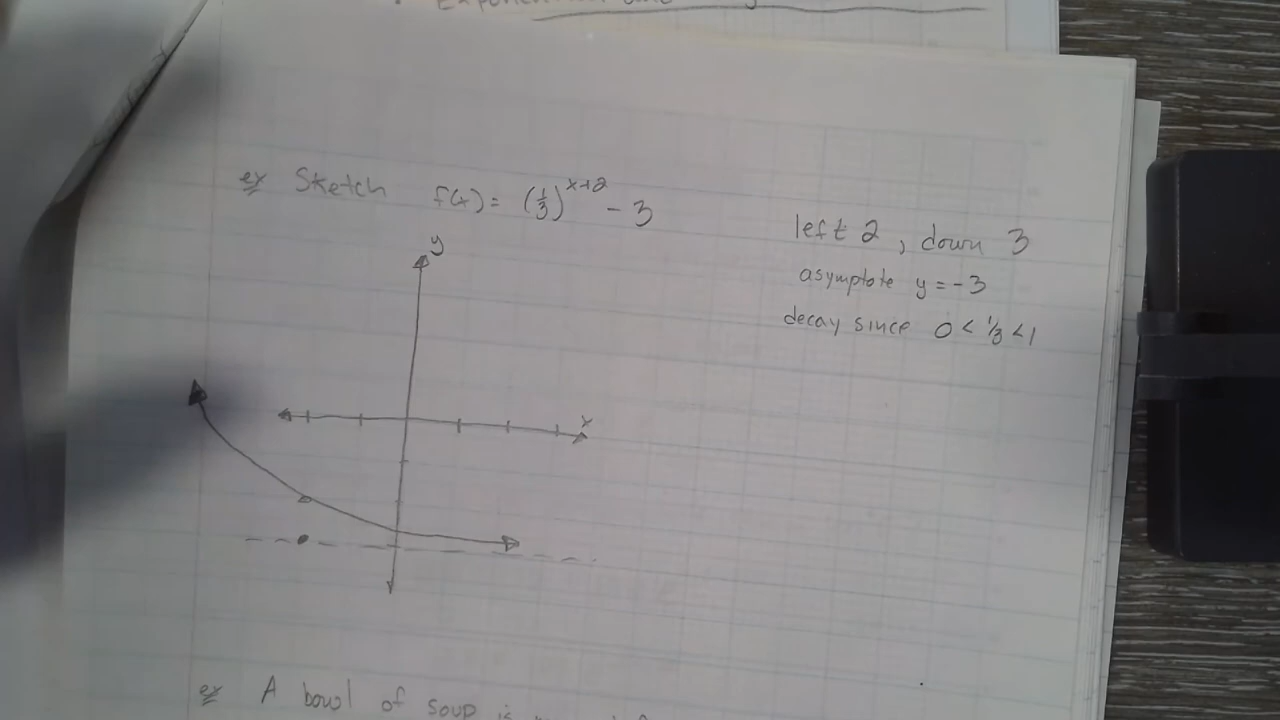 ex Sketch f(x) = (1/3)^(x+2) - 3
left 2, down 3
asymptote y = -3
decay since 0 < 1/3 < 1
y
x
ex A bowl of soup is